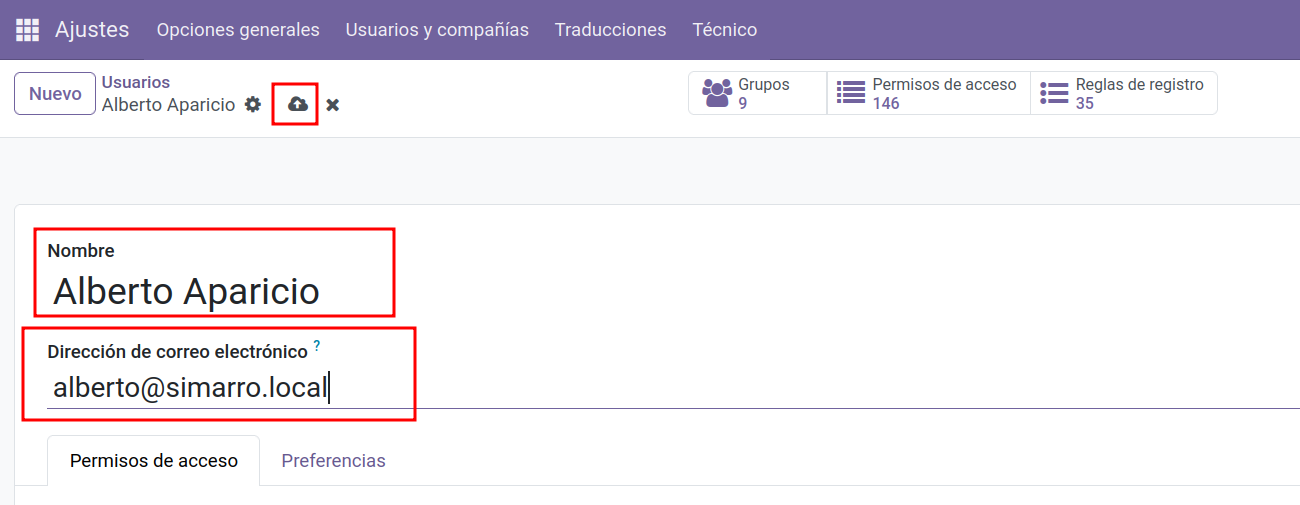 Ajustes Opciones generales Usuarios y compañías Traducciones Técnico
Nuevo
Usuarios
Alberto Aparicio
Grupos
9
Permisos de acceso
146
Reglas de registro
35
Nombre
Alberto Aparicio
Dirección de correo electrónico ?
alberto@simarro.local
Permisos de acceso Preferencias